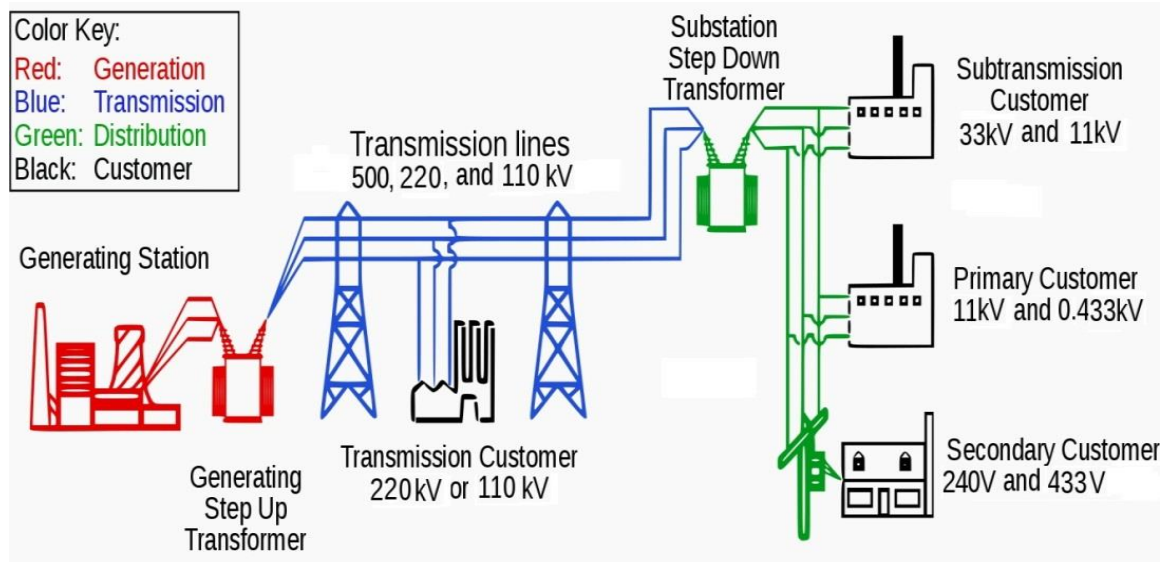 Color Key:
Red: Generation
Blue: Transmission
Green: Distribution
Black: Customer
Substation
Step Down
Transformer
Subtransmission
Customer
33kV and 11kV
Transmission lines
500, 220, and 110 kV
Generating Station
Primary Customer
11kV and 0.433kV
Transmission Customer
220 kV or 110 kV
Generating
Step Up
Transformer
Secondary Customer
240V and 433V